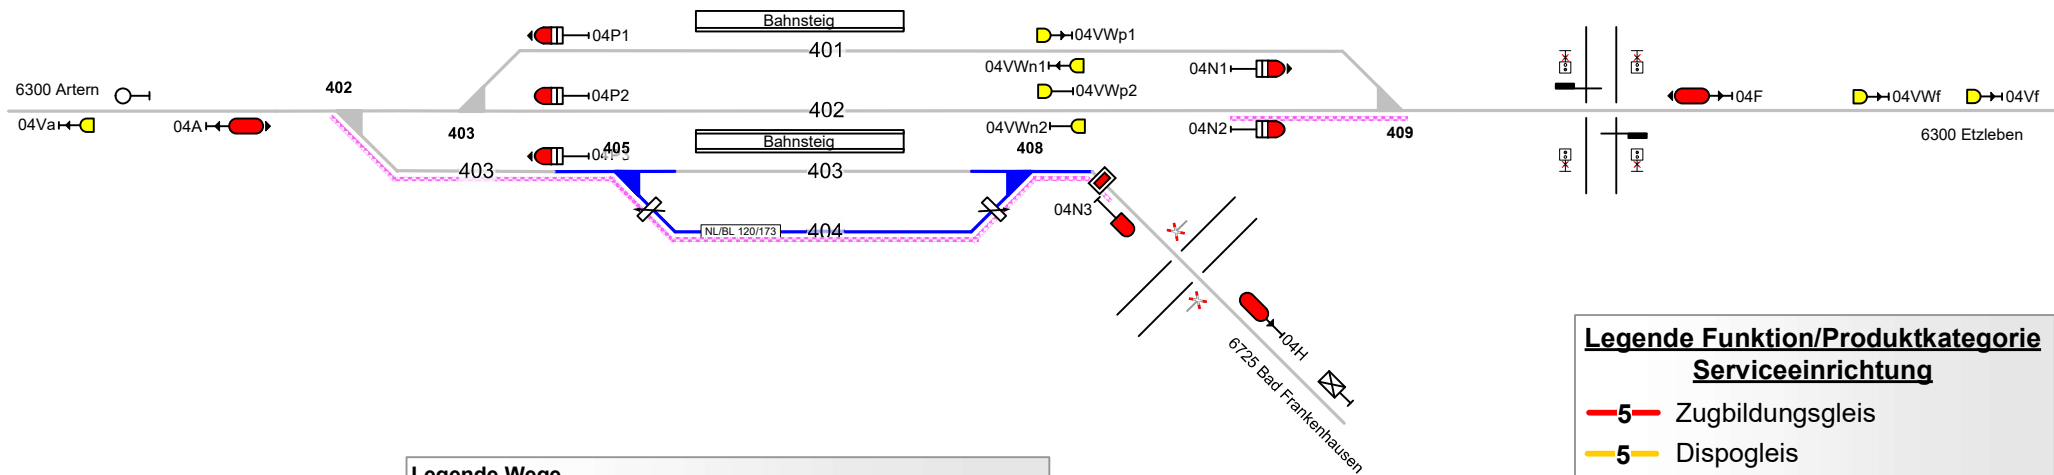 Bahnsteig
04P1
04VWp1
401
04VWn1
04N1
6300 Artern
402
04P2
04VWp2
04F
04VWf
04Vf
402
04Va
04A
403
04VWn2
04N2
409
6300 Etzleben
Bahnsteig
405
408
04P3
403
403
04N3
NL/BL 120/173
404
04H
6725 Bad Frankenhausen
Legende Funktion/Produktkategorie
Serviceeinrichtung
5 Zugbildungsgleis
5 Dispogleis
Legende Wege